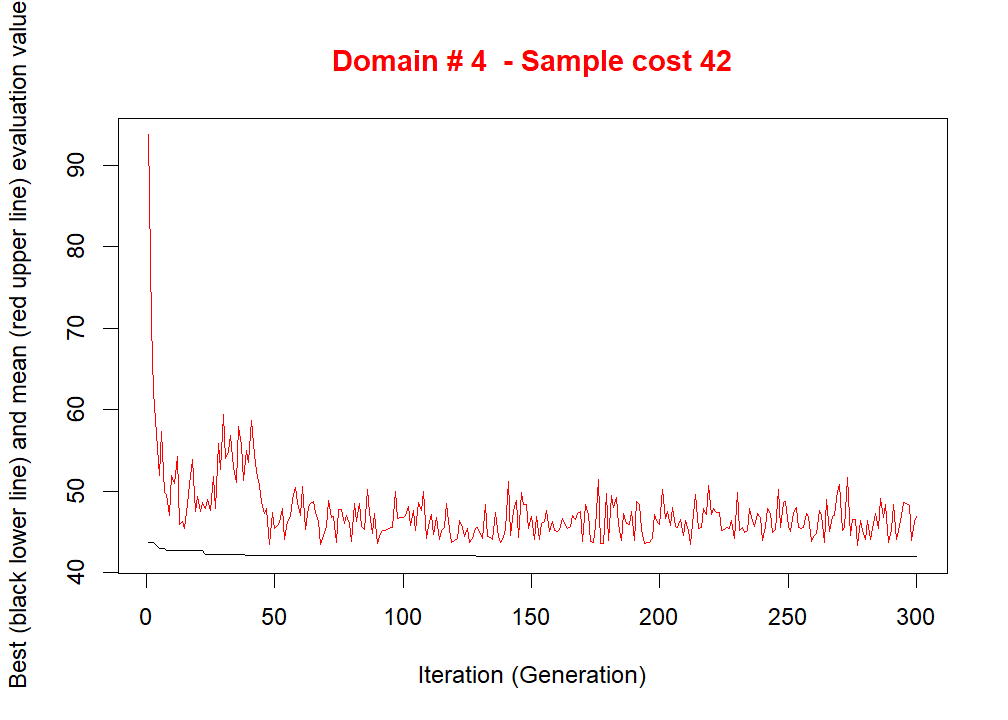 Domain # 4  - Sample cost 42
Best (black lower line) and mean (red upper line) evaluation value
90
80
70
60
50
40
0 50 100 150 200 250 300
Iteration (Generation)